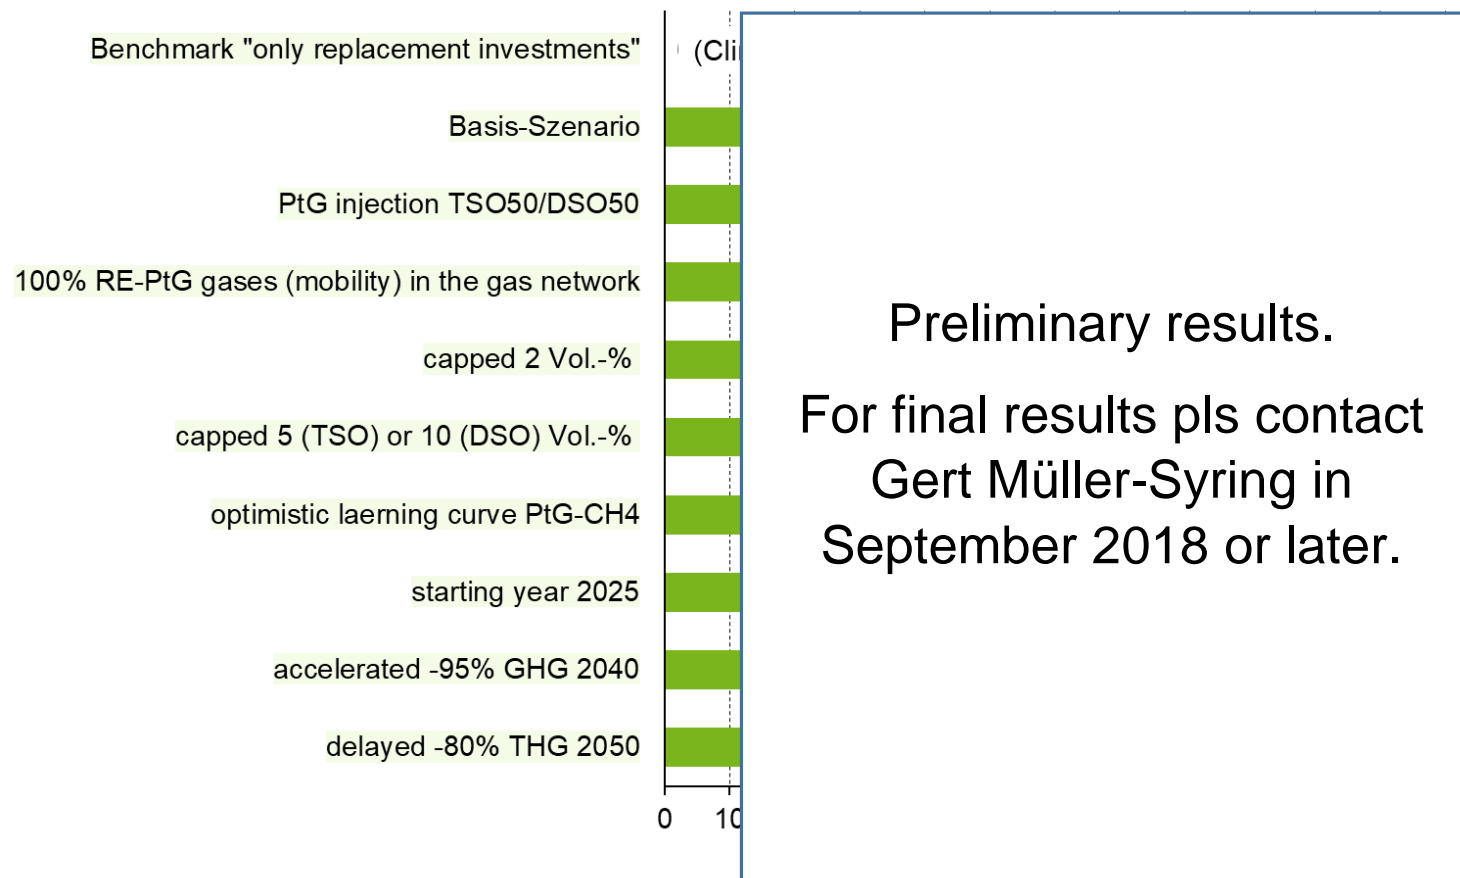 Benchmark "only replacement investments"
Basis-Szenario
PtG injection TSO50/DSO50
100% RE-PtG gases (mobility) in the gas network
capped 2 Vol.-%
capped 5 (TSO) or 10 (DSO) Vol.-%
optimistic laerning curve PtG-CH4
starting year 2025
accelerated -95% GHG 2040
delayed -80% THG 2050
0 10
Preliminary results.
For final results pls contact
Gert Müller-Syring in
September 2018 or later.